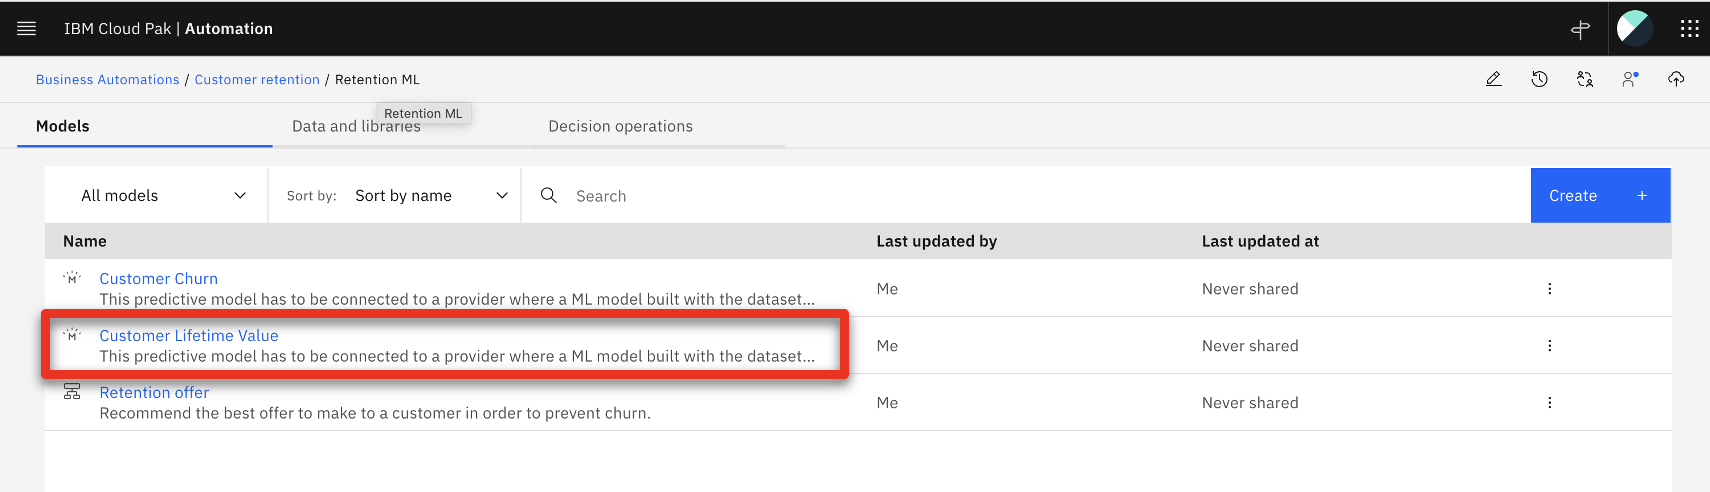 IBM Cloud Pak | Automation
Business Automations / Customer retention / Retention ML
Retention ML
Models Data and libraries Decision operations
All models Sort by: Sort by name Search Create +
Name Last updated by Last updated at
Customer Churn
This predictive model has to be connected to a provider where a ML model built with the dataset...
Me Never shared
Customer Lifetime Value
This predictive model has to be connected to a provider where a ML model built with the dataset...
Me Never shared
Retention offer
Recommend the best offer to make to a customer in order to prevent churn.
Me Never shared